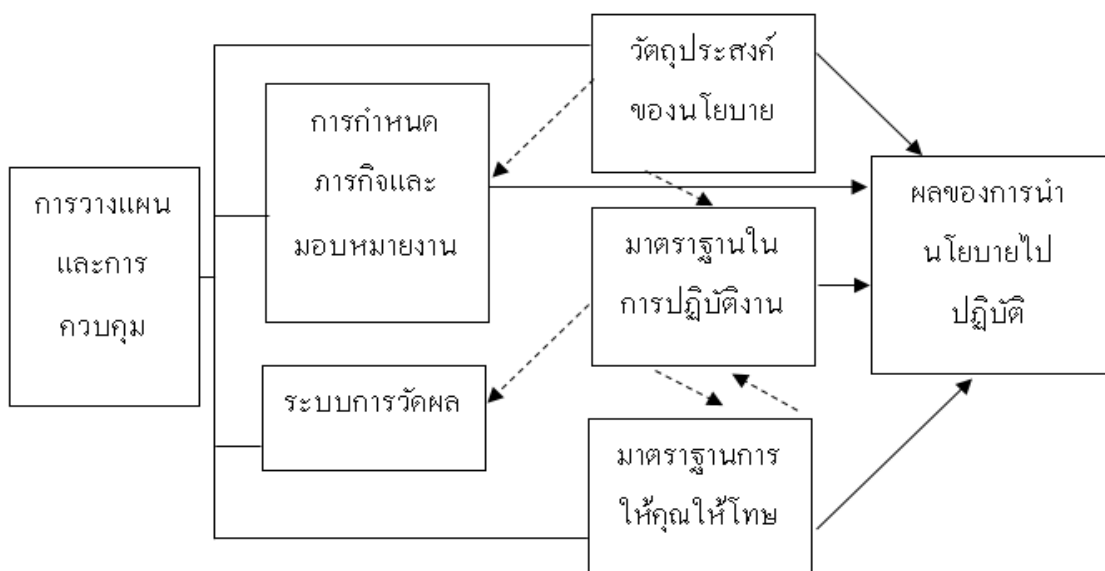 การวางแผน
และการ
ควบคุม
การกำหนด
ภารกิจและ
มอบหมายงาน
ระบบการวัดผล
วัตถุประสงค์
ของนโยบาย
มาตราฐานใน
การปฏิบัติงาน
มาตราฐานการ
ให้คุณให้โทษ
ผลของการนำ
นโยบายไป
ปฏิบัติ